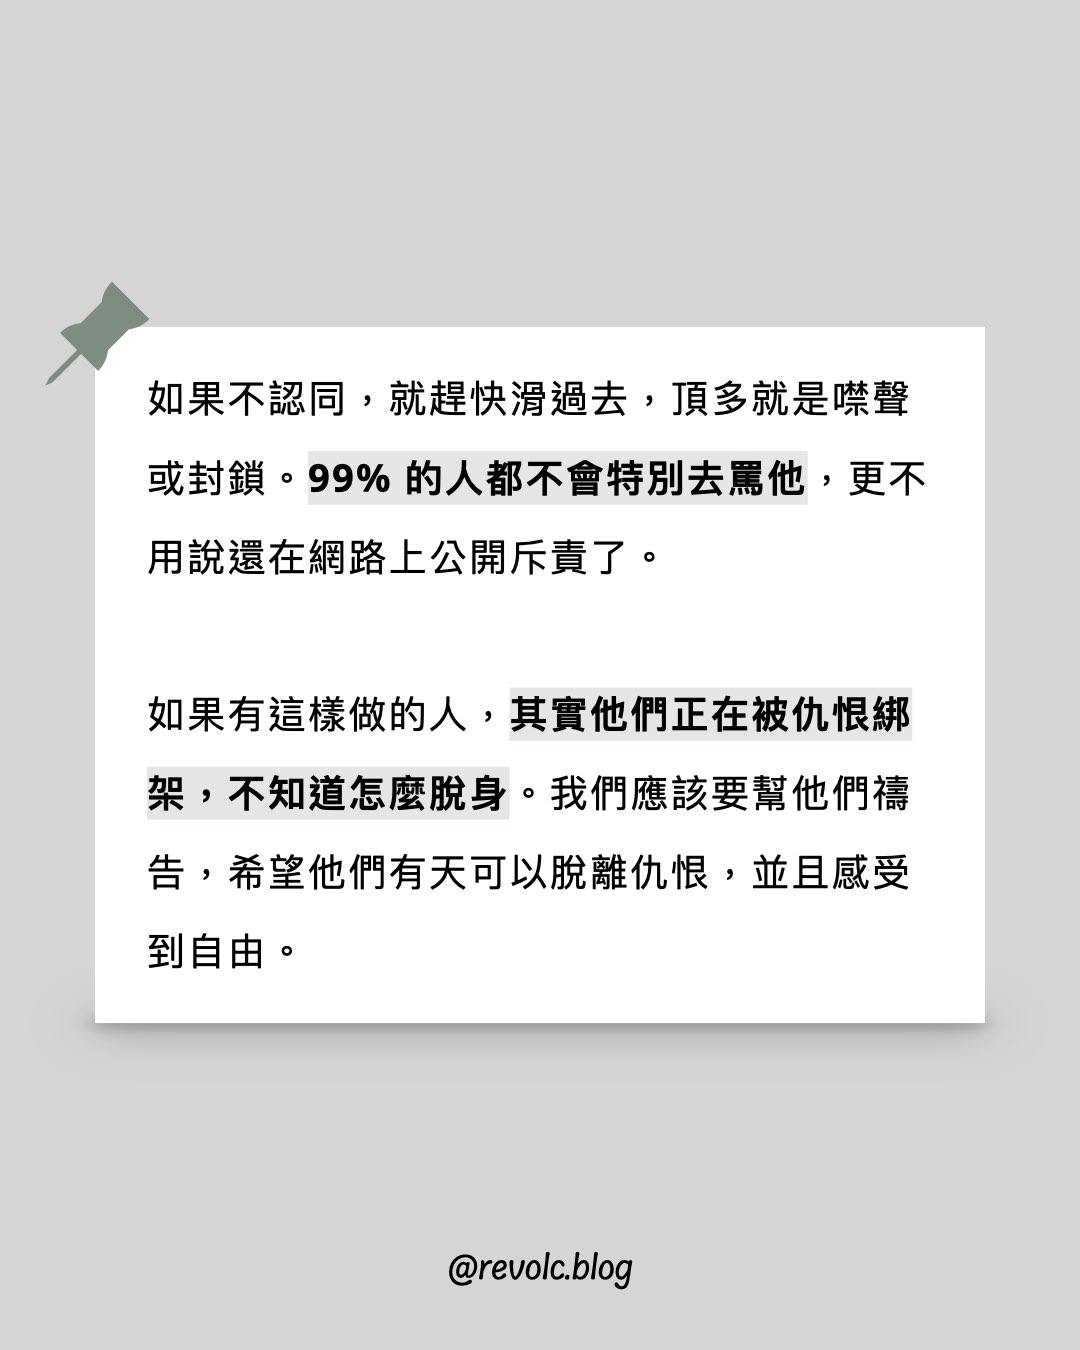 如果不認同，就趕快滑過去，頂多就是噤聲
或封鎖。99% 的人都不會特別去罵他，更不
用說還在網路上公開斥責了。
如果有這樣做的人，其實他們正在被仇恨綁
架，不知道怎麼脫身。我們應該要幫他們禱
告，希望他們有天可以脫離仇恨，並且感受
到自由。
@revolc.blog